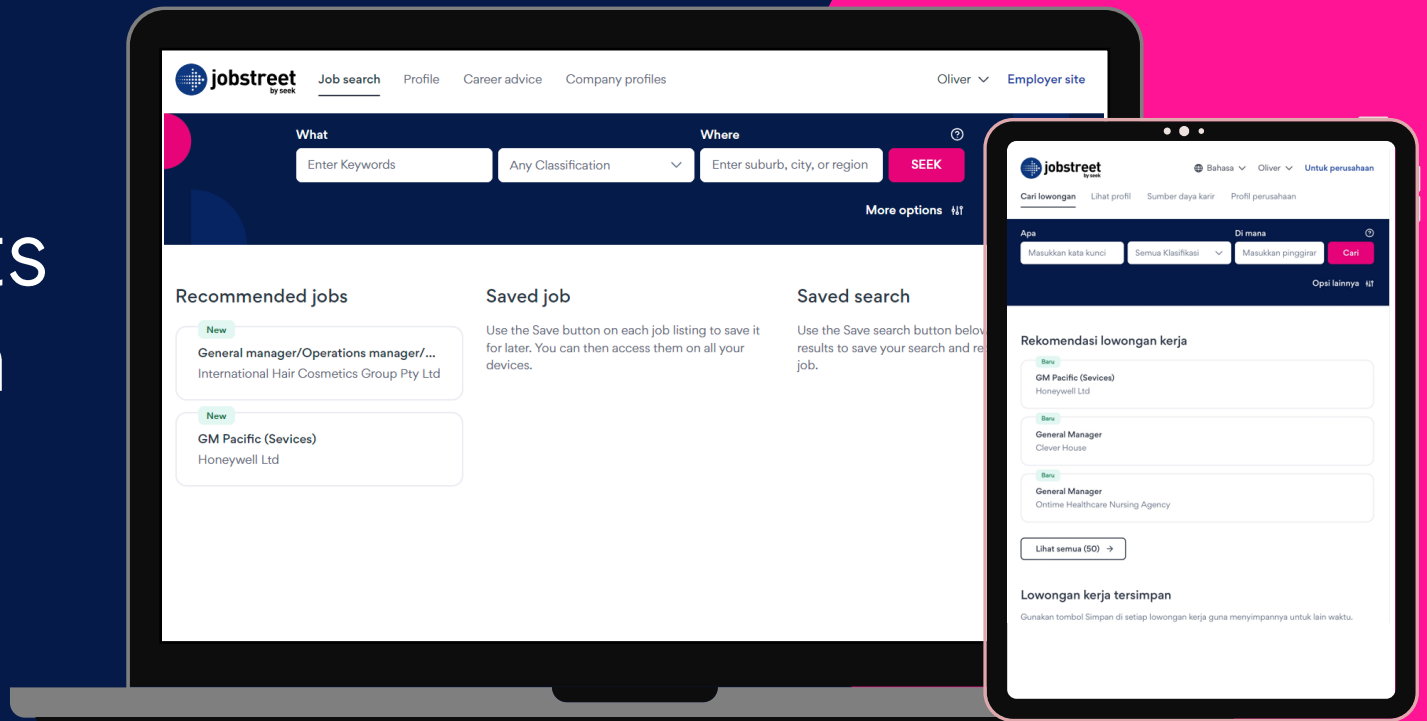 jobstreet
by seek
Job search Profile Career advice Company profiles Oliver Employer site
What Where
Enter Keywords Any Classification Enter suburb, city, or region SEEK
More options
Recommended jobs
New
General manager/Operations manager/...
International Hair Cosmetics Group Pty Ltd
New
GM Pacific (Sevices)
Honeywell Ltd
Saved job
Use the Save button on each job listing to save it
for later. You can then access them on all your
devices.
Saved search
Use the Save search button below
results to save your search and re
job.
jobstreet
by seek
Bahasa Oliver Untuk perusahaan
Cari lowongan Lihat profil Sumber daya karir Profil perusahaan
Apa Di mana
Masukkan kata kunci Semua Klasifikasi Masukkan pinggirar Cari
Opsi lainnya
Rekomendasi lowongan kerja
Baru
GM Pacific (Sevices)
Honeywell Ltd
Baru
General Manager
Clever House
Baru
General Manager
Ontime Healthcare Nursing Agency
Lihat semua (50) →
Lowongan kerja tersimpan
Gunakan tombol Simpan di setiap lowongan kerja guna menyimpannya untuk lain waktu.